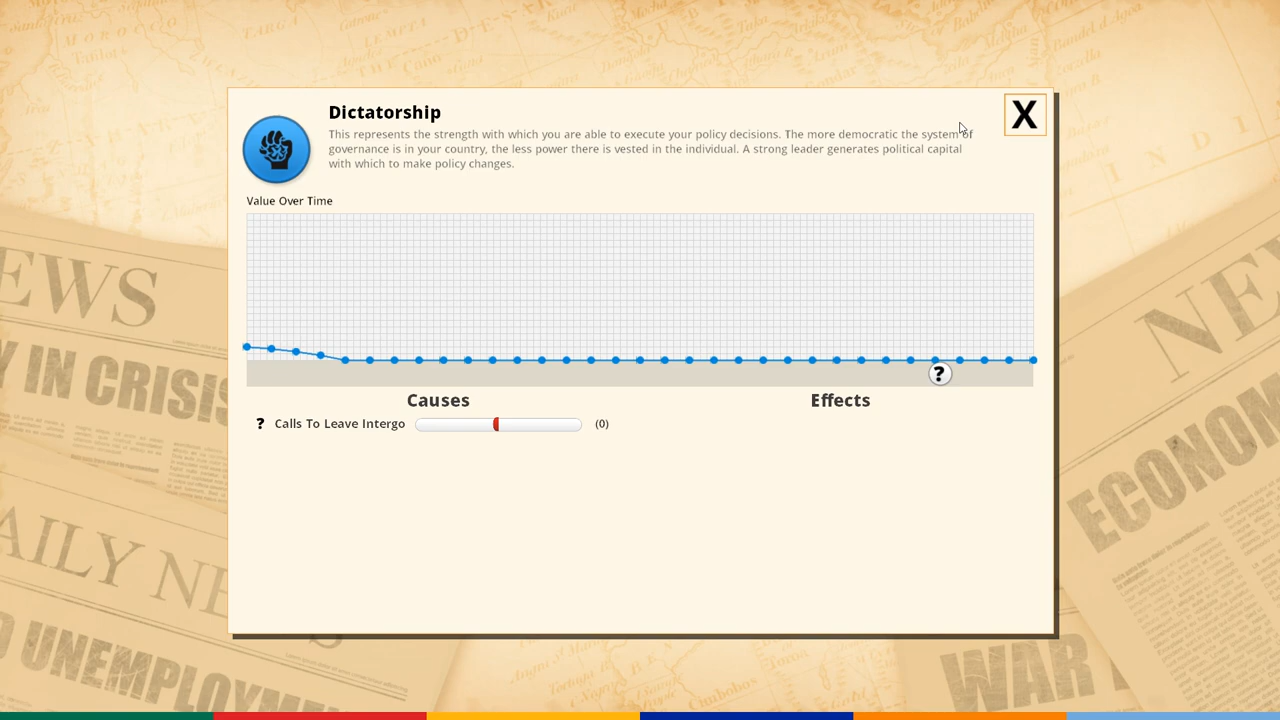 Dictatorship
X
This represents the strength with which you are able to execute your policy decisions. The more democratic the system of
governance is in your country, the less power there is vested in the individual. A strong leader generates political capital
with which to make policy changes.
Value Over Time
?
Causes
Effects
? Calls To Leave Intergo (0)
EWS
Y IN CRISIS
AILY NE
UNEMPLOYM
NE
ECONOM
WAR